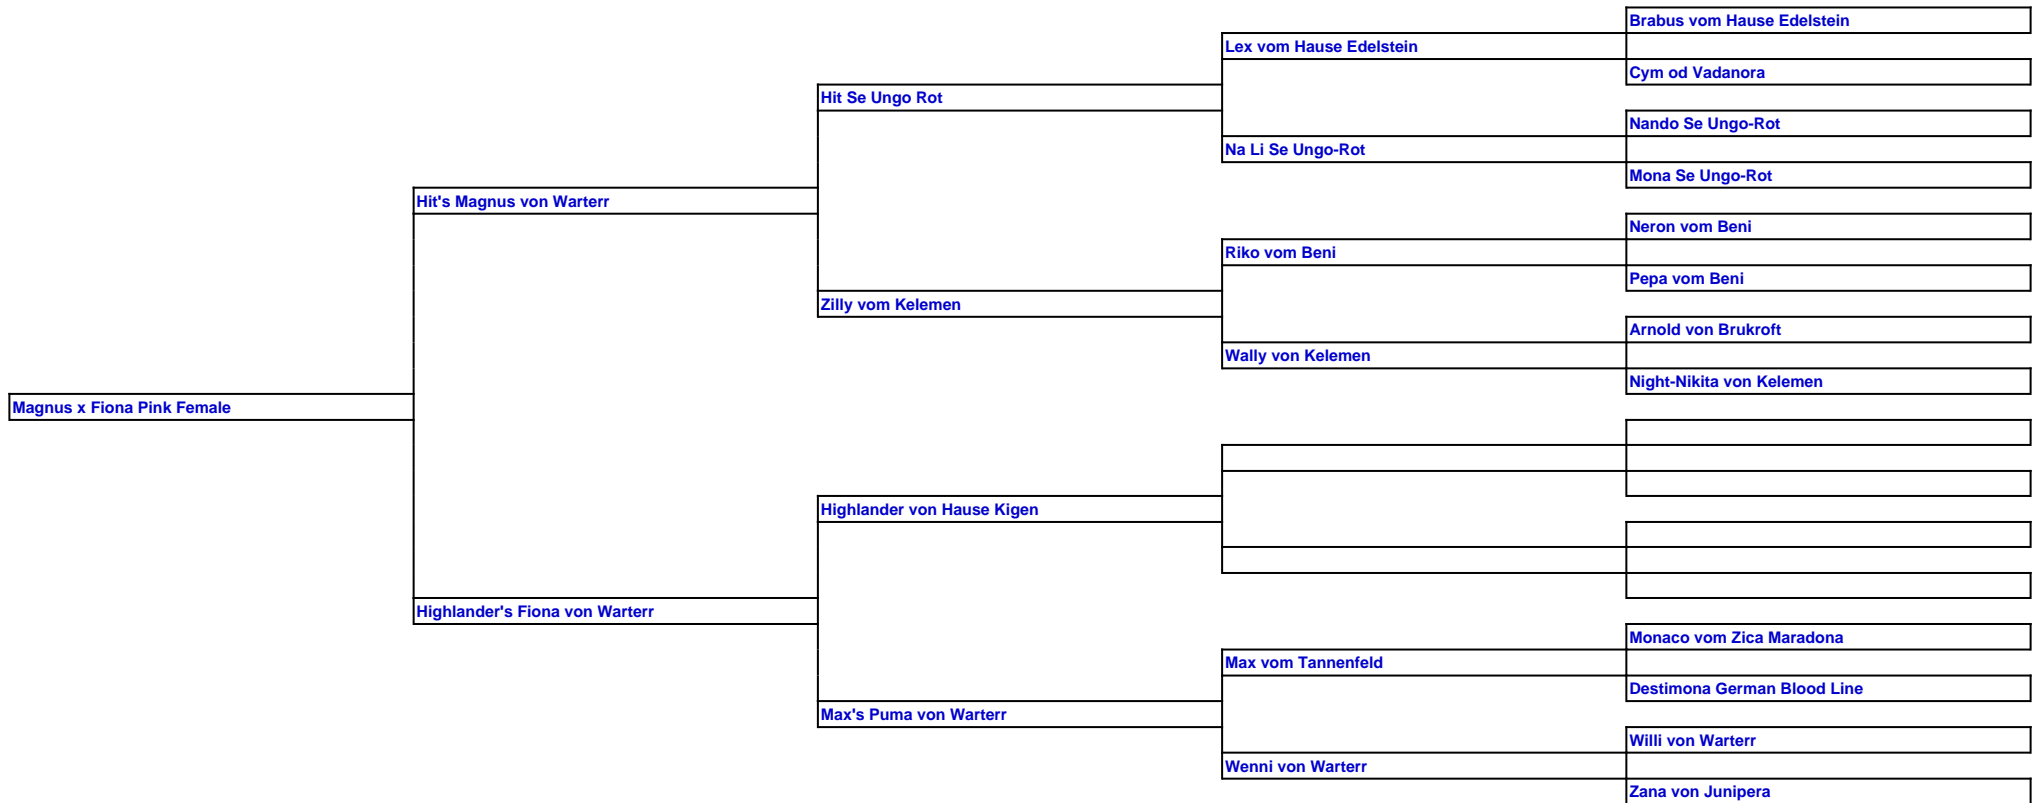 Brabus vom Hause Edelstein
Lex vom Hause Edelstein
Cym od Vadanora
Hit Se Ungo Rot
Nando Se Ungo-Rot
Na Li Se Ungo-Rot
Mona Se Ungo-Rot
Hit's Magnus von Warterr
Neron vom Beni
Riko vom Beni
Pepa vom Beni
Zilly vom Kelemen
Arnold von Brukroft
Wally von Kelemen
Night-Nikita von Kelemen
Magnus x Fiona Pink Female
Highlander von Hause Kigen
Highlander's Fiona von Warterr
Monaco vom Zica Maradona
Max vom Tannenfeld
Destimona German Blood Line
Max's Puma von Warterr
Willi von Warterr
Wenni von Warterr
Zana von Junipera